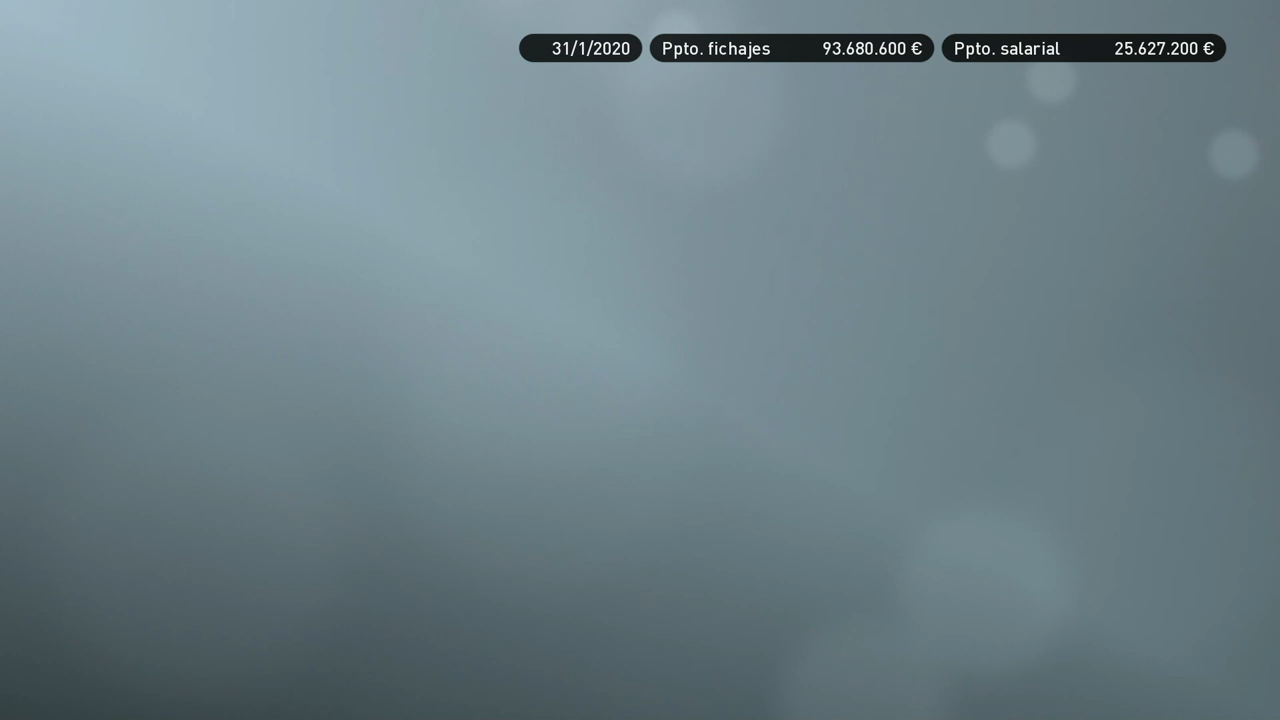 31/1/2020 Ppto. fichajes 93.680.600 € Ppto. salarial 25.627.200 €